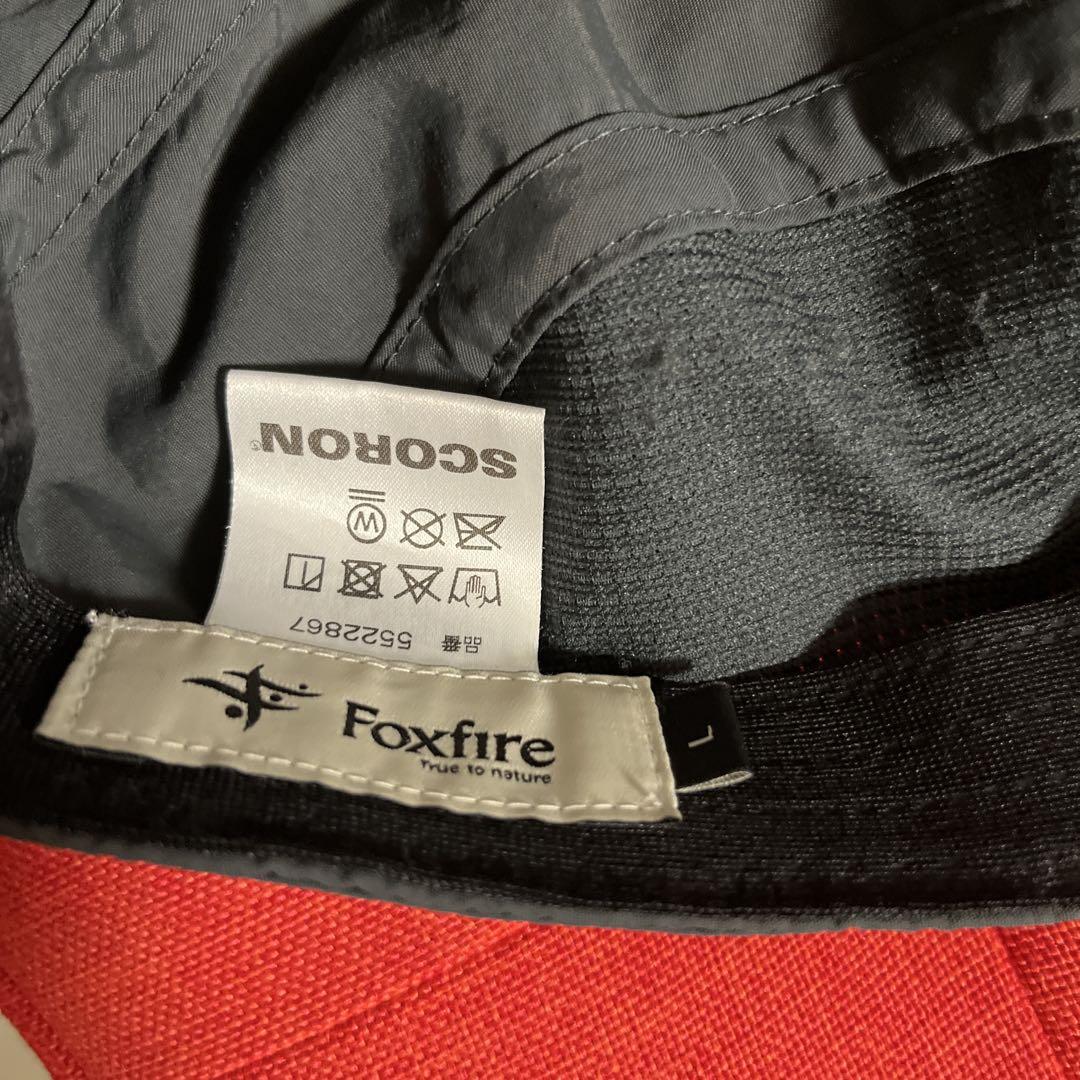 SCORON®
W
品番 5522867
Foxfire
True to nature
L